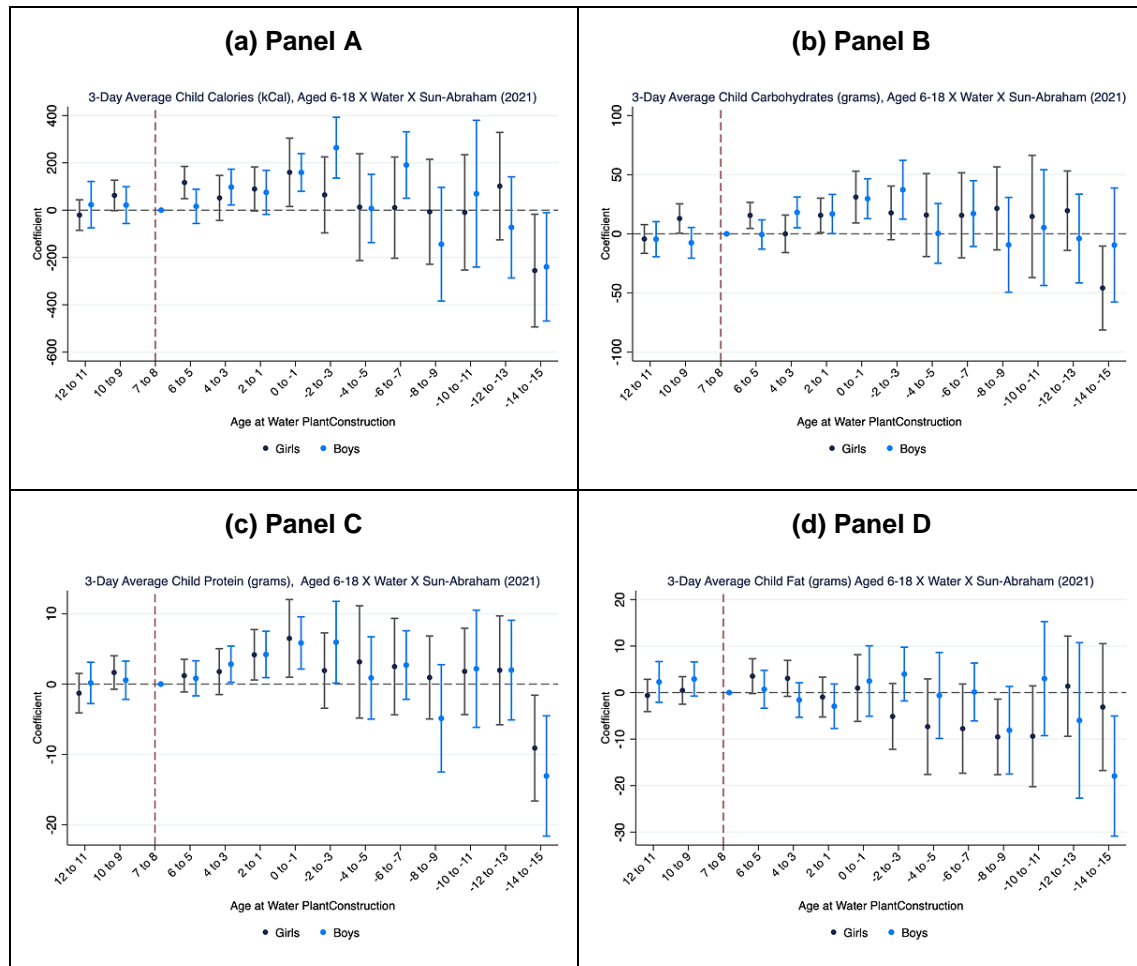 (a) Panel A
3-Day Average Child Calories (kCal), Aged 6-18 X Water X Sun-Abraham (2021)
400
200
0
-200
-400
-600
Coefficient
12 to 11
10 to 9
7 to 8
6 to 5
4 to 3
2 to 1
0 to -1
-2 to -3
-4 to -5
-6 to -7
-8 to -9
-10 to -11
-12 to -13
-14 to -15
Age at Water PlantConstruction
Girls Boys
(b) Panel B
3-Day Average Child Carbohydrates (grams), Aged 6-18 X Water X Sun-Abraham (2021)
100
50
0
-50
-100
Coefficient
12 to 11
10 to 9
7 to 8
6 to 5
4 to 3
2 to 1
0 to -1
-2 to -3
-4 to -5
-6 to -7
-8 to -9
-10 to -11
-12 to -13
-14 to -15
Age at Water PlantConstruction
Girls Boys
(c) Panel C
3-Day Average Child Protein (grams), Aged 6-18 X Water X Sun-Abraham (2021)
10
0
-10
-20
Coefficient
12 to 11
10 to 9
7 to 8
6 to 5
4 to 3
2 to 1
0 to -1
-2 to -3
-4 to -5
-6 to -7
-8 to -9
-10 to -11
-12 to -13
-14 to -15
Age at Water PlantConstruction
Girls Boys
(d) Panel D
3-Day Average Child Fat (grams) Aged 6-18 X Water X Sun-Abraham (2021)
20
10
0
-10
-20
-30
Coefficient
12 to 11
10 to 9
7 to 8
6 to 5
4 to 3
2 to 1
0 to -1
-2 to -3
-4 to -5
-6 to -7
-8 to -9
-10 to -11
-12 to -13
-14 to -15
Age at Water PlantConstruction
Girls Boys